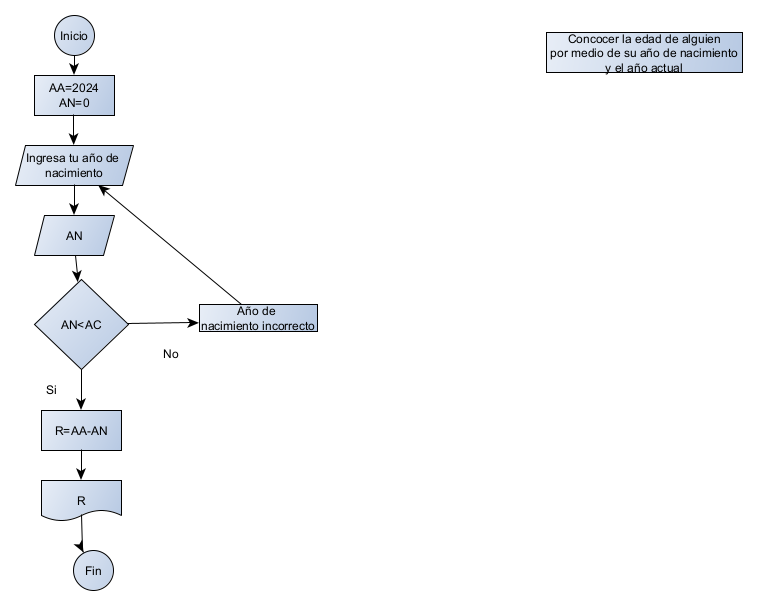 Inicio
Concocer la edad de alguien
por medio de su año de nacimiento
y el año actual
AA=2024
AN=0
Ingresa tu año de
nacimiento
AN
AN<AC
Año de
nacimiento incorrecto
No
Si
R=AA-AN
R
Fin